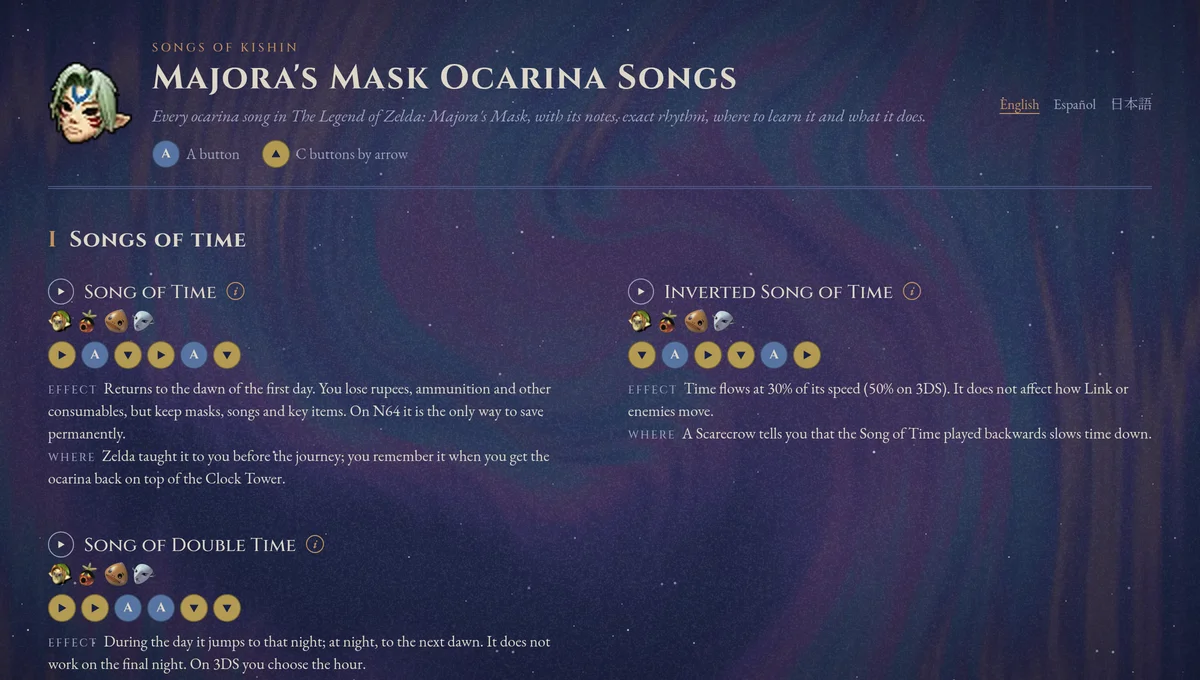 SONGS OF KISHIN
MAJORA'S MASK OCARINA SONGS
Every ocarina song in The Legend of Zelda: Majora's Mask, with its notes, exact rhythm, where to learn it and what it does.
English Español 日本語
A A button C buttons by arrow
I SONGS OF TIME
SONG OF TIME i
A A
EFFECT Returns to the dawn of the first day. You lose rupees, ammunition and other
consumables, but keep masks, songs and key items. On N64 it is the only way to save
permanently.
WHERE Zelda taught it to you before the journey; you remember it when you get the
ocarina back on top of the Clock Tower.
INVERTED SONG OF TIME i
A A
EFFECT Time flows at 30% of its speed (50% on 3DS). It does not affect how Link or
enemies move.
WHERE A Scarecrow tells you that the Song of Time played backwards slows time down.
SONG OF DOUBLE TIME i
A A
EFFECT During the day it jumps to that night; at night, to the next dawn. It does not
work on the final night. On 3DS you choose the hour.